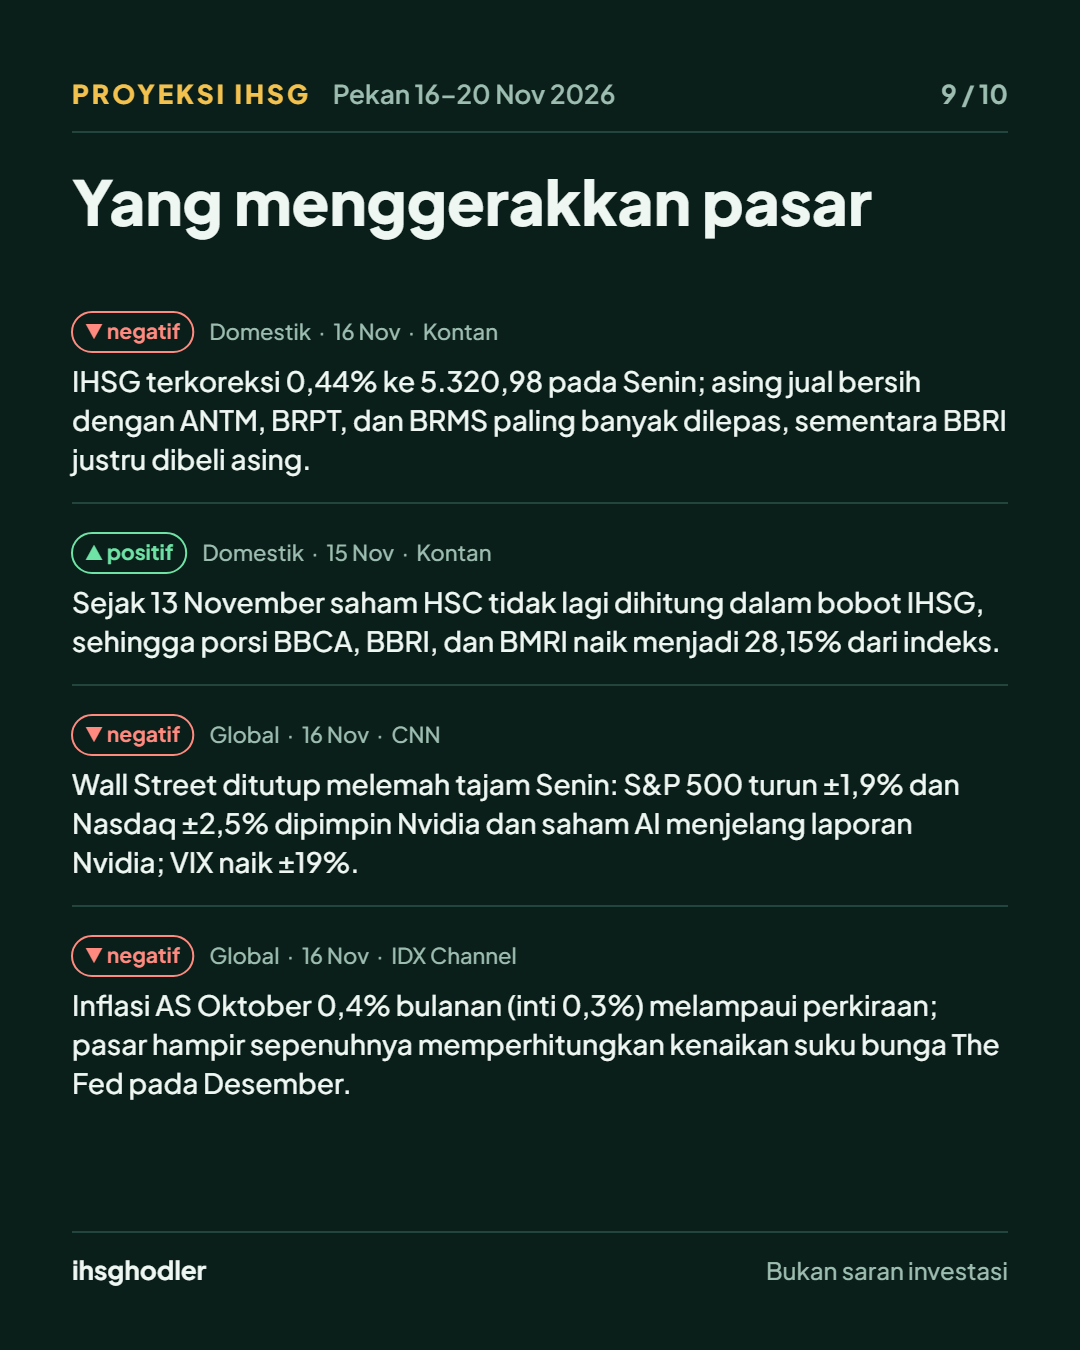 PROYEKSI IHSG Pekan 16–20 Nov 2026 9 / 10
Yang menggerakkan pasar
▼ negatif Domestik · 16 Nov · Kontan
IHSG terkoreksi 0,44% ke 5.320,98 pada Senin; asing jual bersih
dengan ANTM, BRPT, dan BRMS paling banyak dilepas, sementara BBRI
justru dibeli asing.
▲ positif Domestik · 15 Nov · Kontan
Sejak 13 November saham HSC tidak lagi dihitung dalam bobot IHSG,
sehingga porsi BBCA, BBRI, dan BMRI naik menjadi 28,15% dari indeks.
▼ negatif Global · 16 Nov · CNN
Wall Street ditutup melemah tajam Senin: S&P 500 turun ±1,9% dan
Nasdaq ±2,5% dipimpin Nvidia dan saham AI menjelang laporan
Nvidia; VIX naik ±19%.
▼ negatif Global · 16 Nov · IDX Channel
Inflasi AS Oktober 0,4% bulanan (inti 0,3%) melampaui perkiraan;
pasar hampir sepenuhnya memperhitungkan kenaikan suku bunga The
Fed pada Desember.
ihsghodler Bukan saran investasi